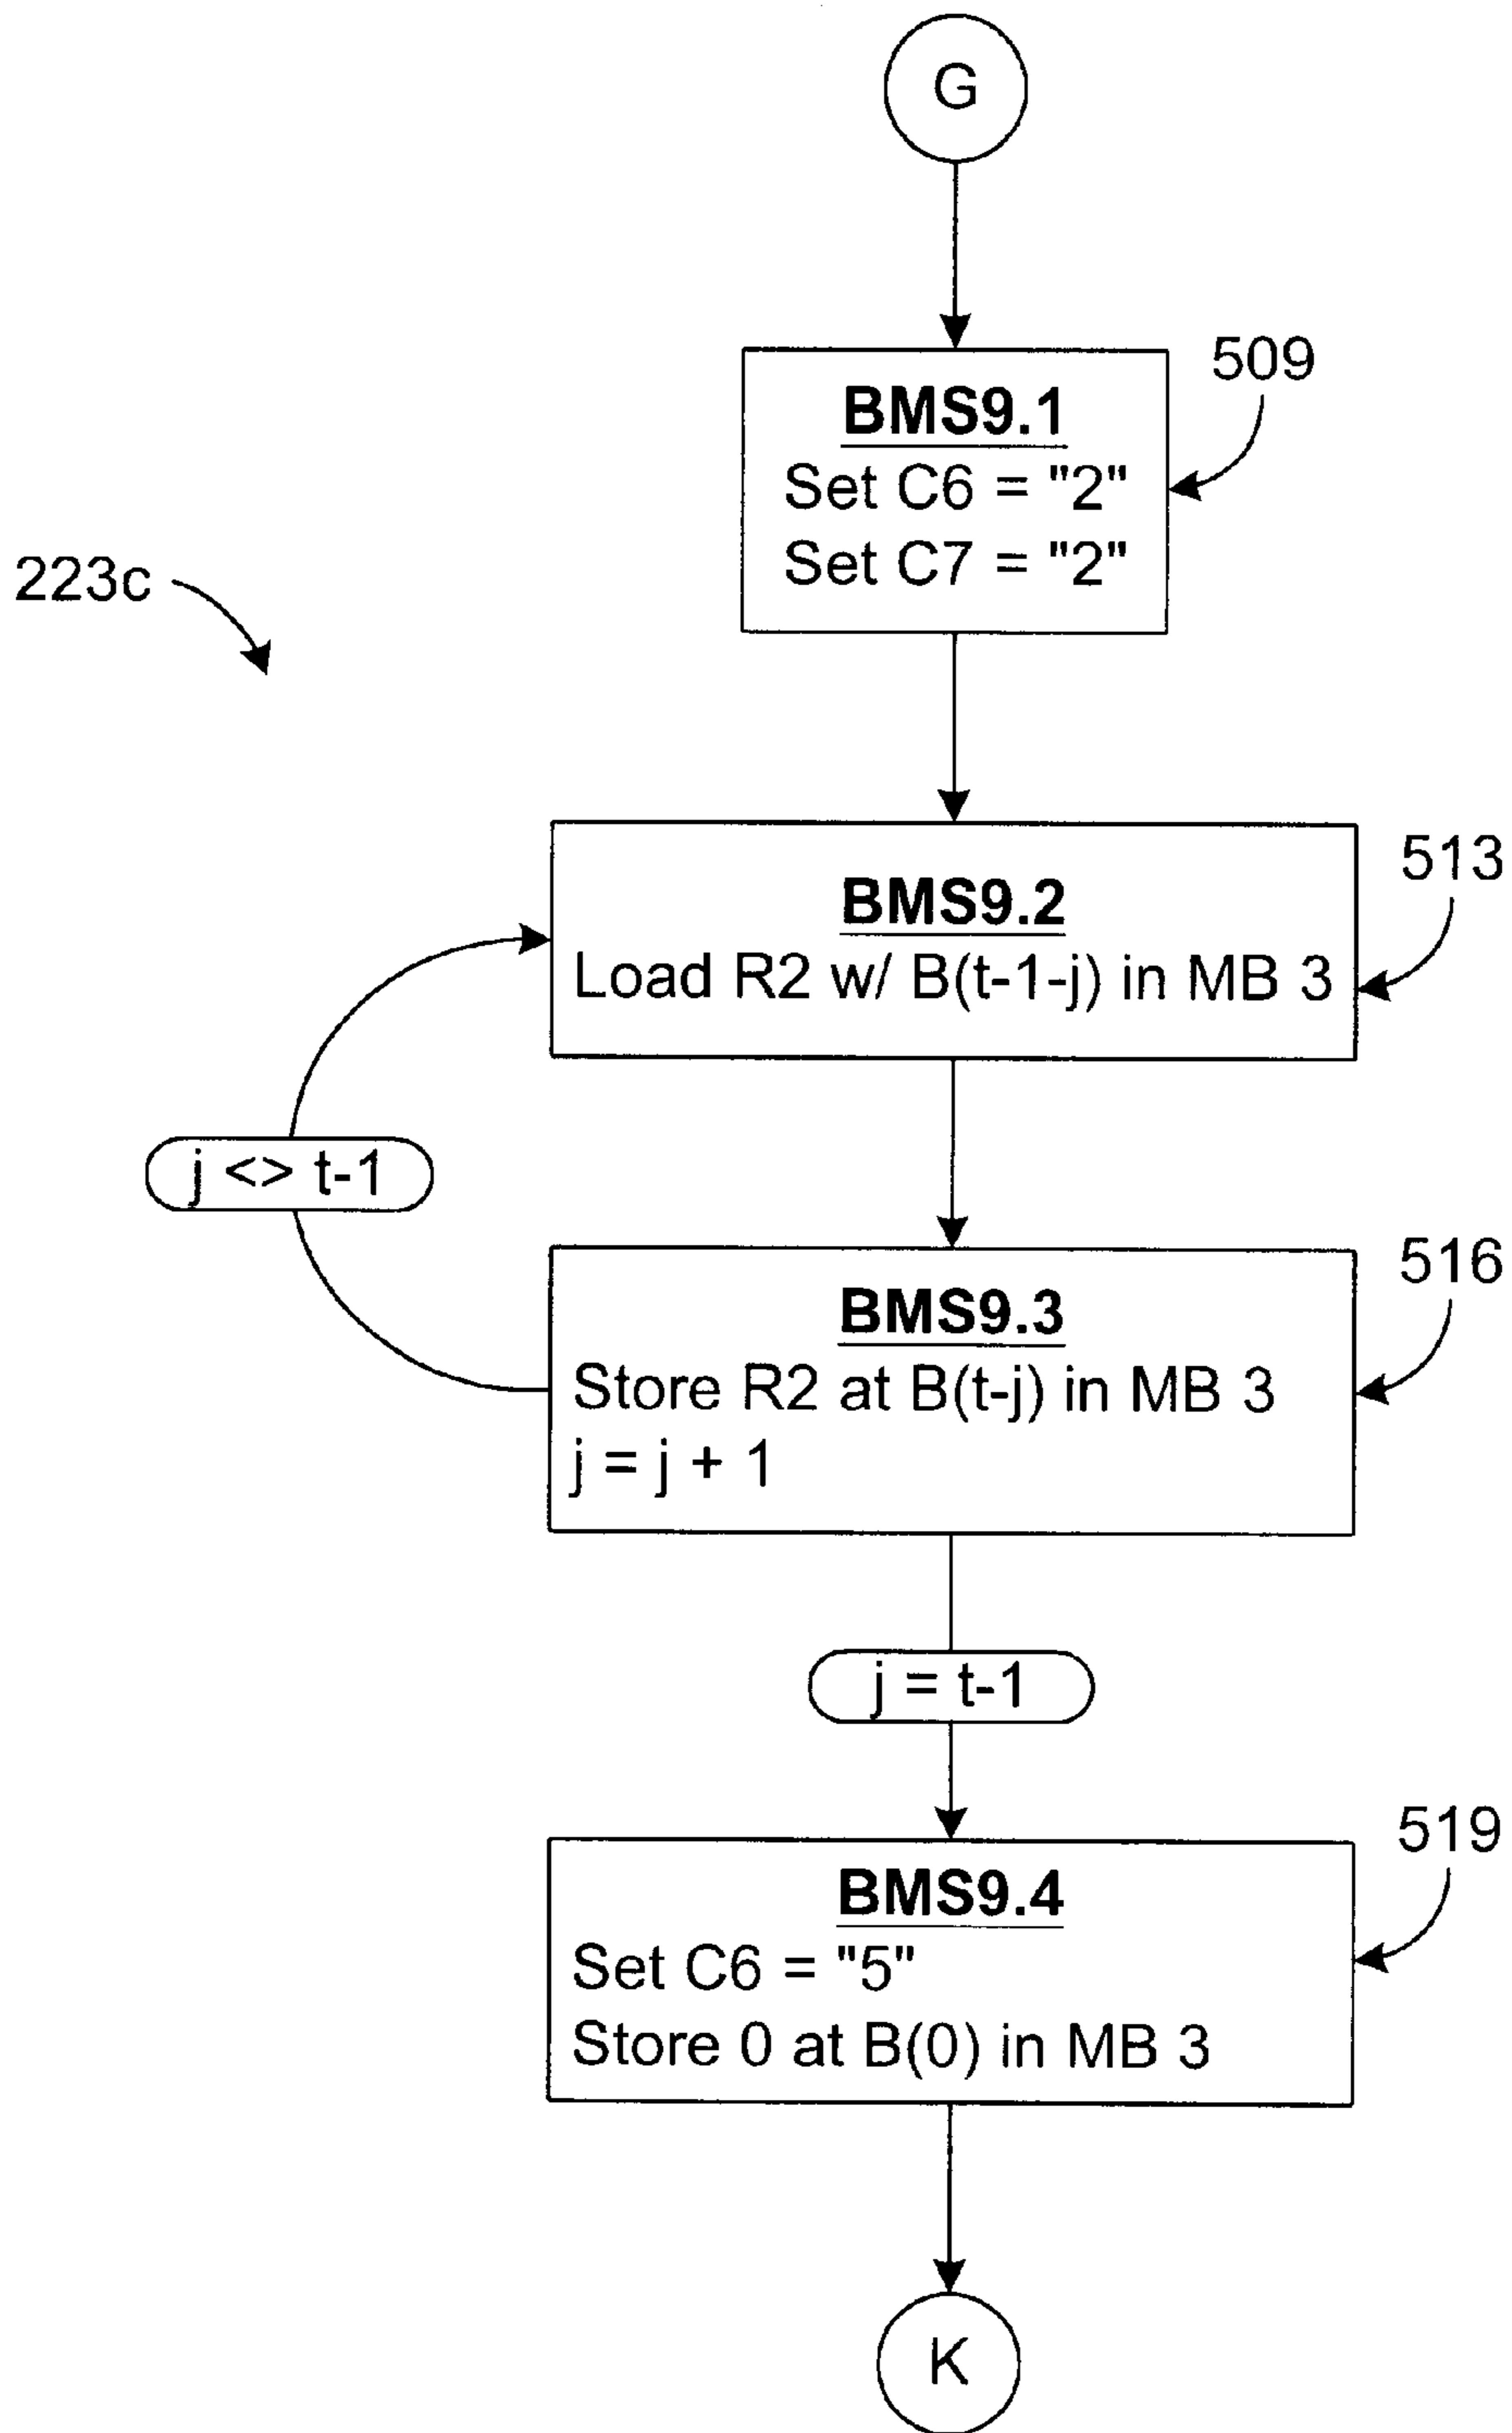 G
509
BMS9.1
Set C6 = "2"
Set C7 = "2"
223c
513
BMS9.2
Load R2 w/ B(t-1-j) in MB 3
j <> t-1
516
BMS9.3
Store R2 at B(t-j) in MB 3
j = j + 1
j = t-1
519
BMS9.4
Set C6 = "5"
Store 0 at B(0) in MB 3
K